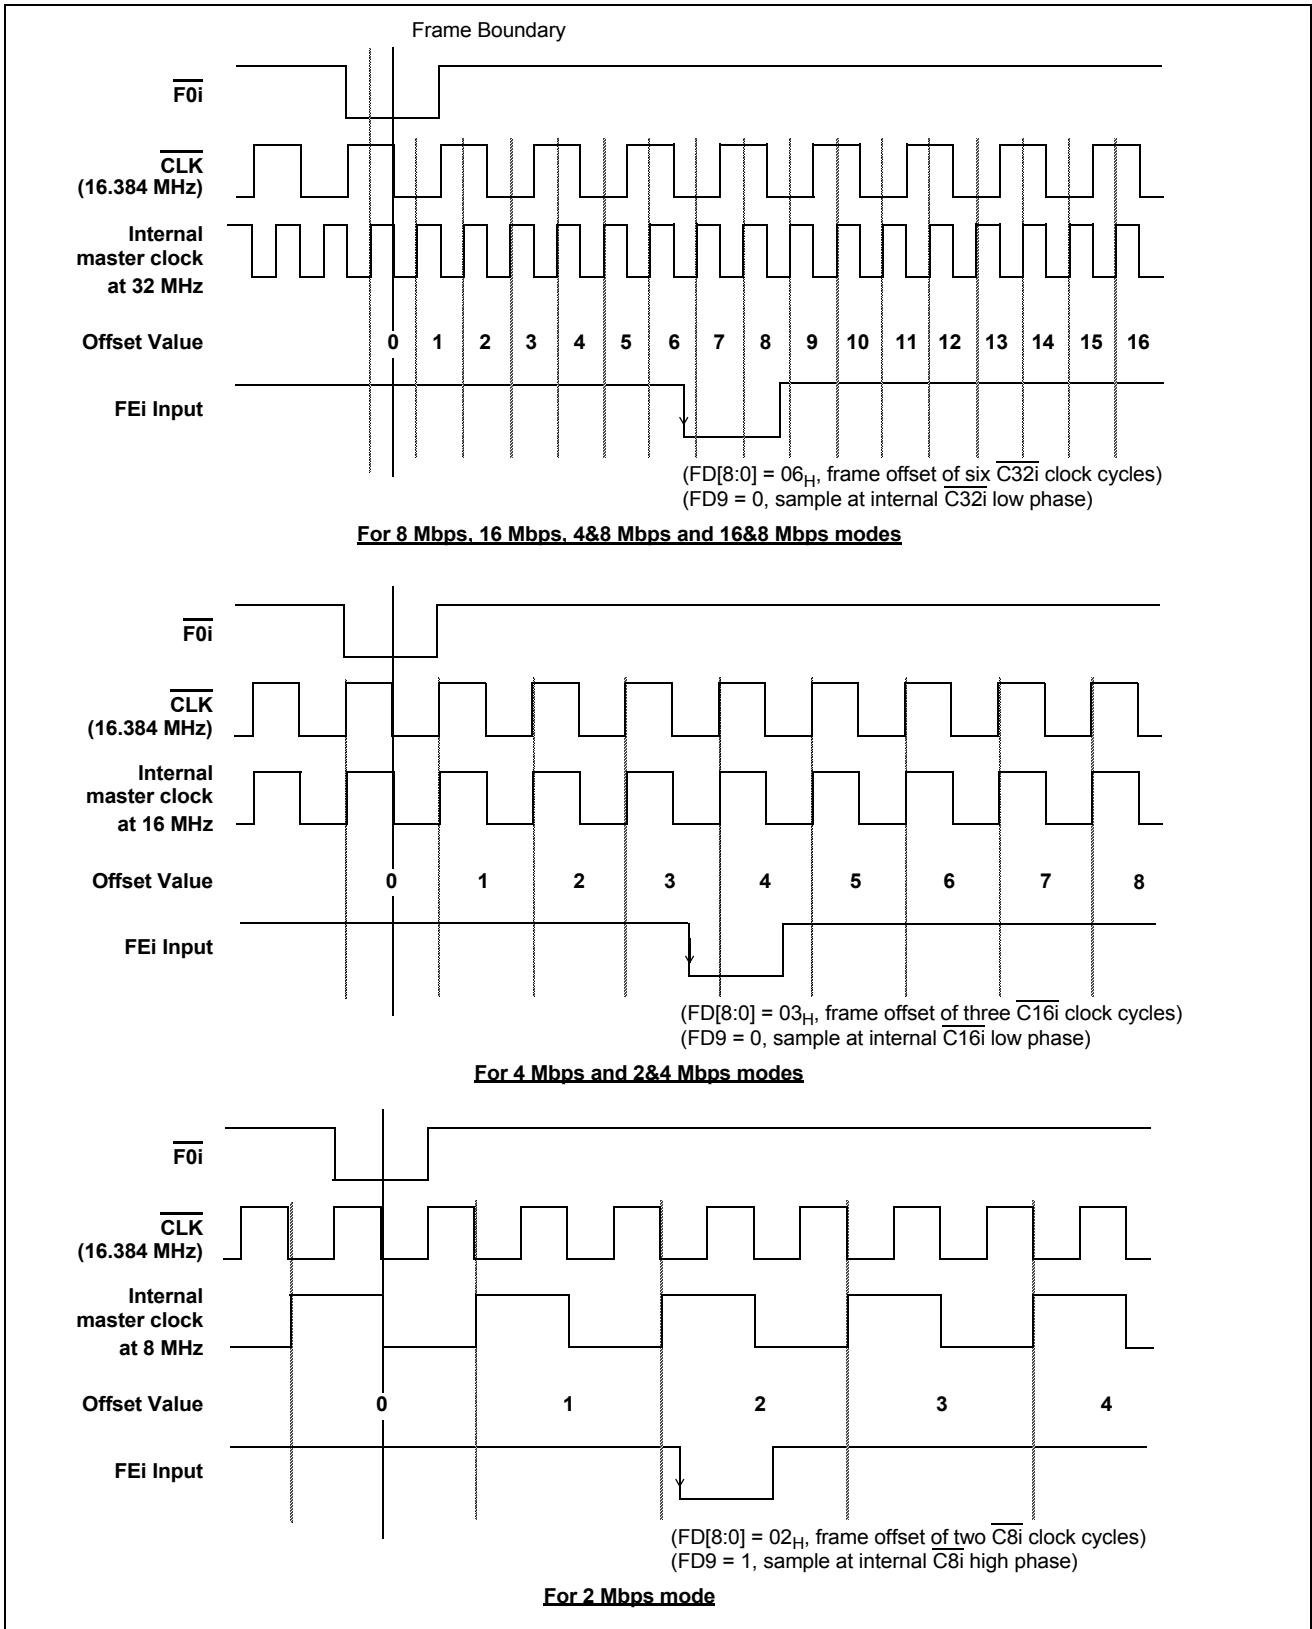 Frame Boundary
F0i
CLK
(16.384 MHz)
Internal
master clock
at 32 MHz
Offset Value 0 1 2 3 4 5 6 7 8 9 10 11 12 13 14 15 16
FEi Input
(FD[8:0] = 06H, frame offset of six C32i clock cycles)
(FD9 = 0, sample at internal C32i low phase)
For 8 Mbps, 16 Mbps, 4&8 Mbps and 16&8 Mbps modes
F0i
CLK
(16.384 MHz)
Internal
master clock
at 16 MHz
Offset Value 0 1 2 3 4 5 6 7 8
FEi Input
(FD[8:0] = 03H, frame offset of three C16i clock cycles)
(FD9 = 0, sample at internal C16i low phase)
For 4 Mbps and 2&4 Mbps modes
F0i
CLK
(16.384 MHz)
Internal
master clock
at 8 MHz
Offset Value 0 1 2 3 4
FEi Input
(FD[8:0] = 02H, frame offset of two C8i clock cycles)
(FD9 = 1, sample at internal C8i high phase)
For 2 Mbps mode